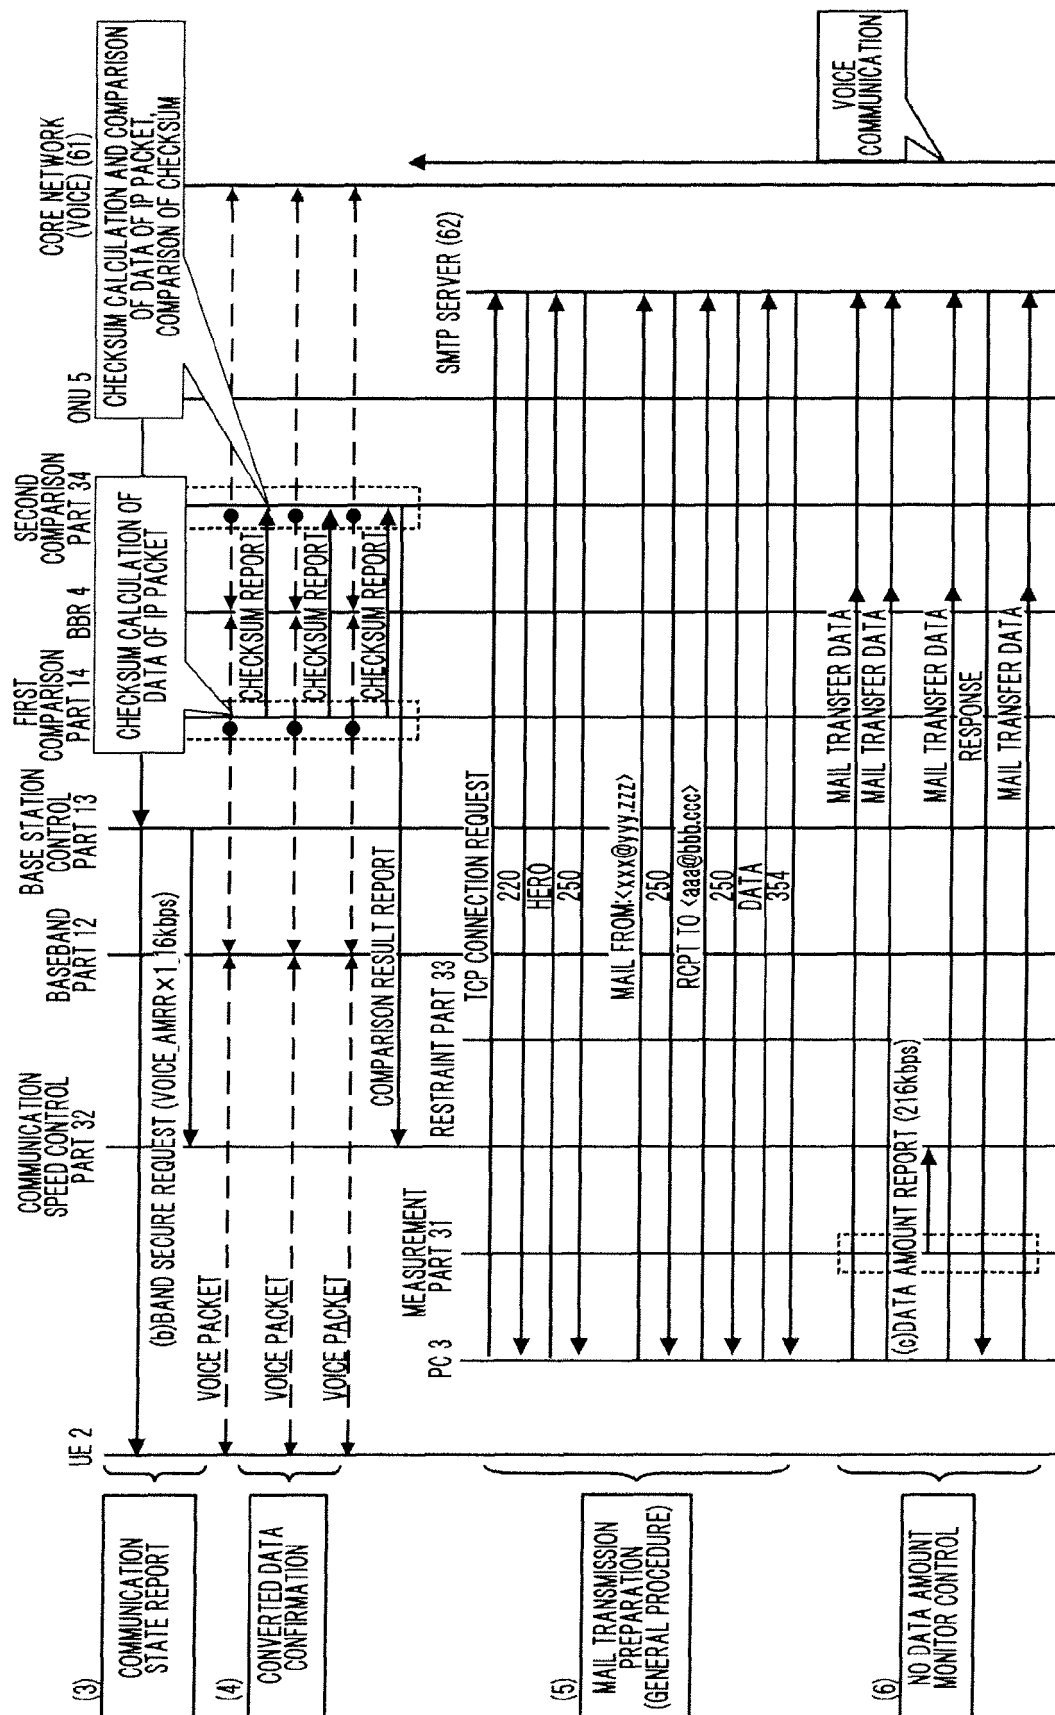 UE 2
COMMUNICATION
SPEED CONTROL
PART 32
BASEBAND
PART 12
BASE STATION
CONTROL
PART 13
FIRST
COMPARISON
PART 14
BBR 4
SECOND
COMPARISON
PART 34
ONU 5
CORE NETWORK
(VOICE) (61)
(3)
COMMUNICATION
STATE REPORT
(b)BAND SECURE REQUEST (VOICE_AMRR×1_16kbps)
CHECKSUM CALCULATION OF
DATA OF IP PACKET
CHECKSUM CALCULATION AND COMPARISON
OF DATA OF IP PACKET,
COMPARISON OF CHECKSUM
(4)
CONVERTED DATA
CONFIRMATION
VOICE PACKET
CHECKSUM REPORT
VOICE PACKET
CHECKSUM REPORT
VOICE PACKET
CHECKSUM REPORT
COMPARISON RESULT REPORT
PC 3
MEASUREMENT
PART 31
RESTRAINT PART 33
SMTP SERVER (62)
(5)
MAIL TRANSMISSION
PREPARATION
(GENERAL PROCEDURE)
TCP CONNECTION REQUEST
220
HERO
250
MAIL FROM:<xxx@yyy.zzz>
250
RCPT TO <aaa@bbb.ccc>
250
DATA
354
(6)
NO DATA AMOUNT
MONITOR CONTROL
MAIL TRANSFER DATA
MAIL TRANSFER DATA
(c)DATA AMOUNT REPORT (216kbps)
MAIL TRANSFER DATA
RESPONSE
MAIL TRANSFER DATA
VOICE
COMMUNICATION